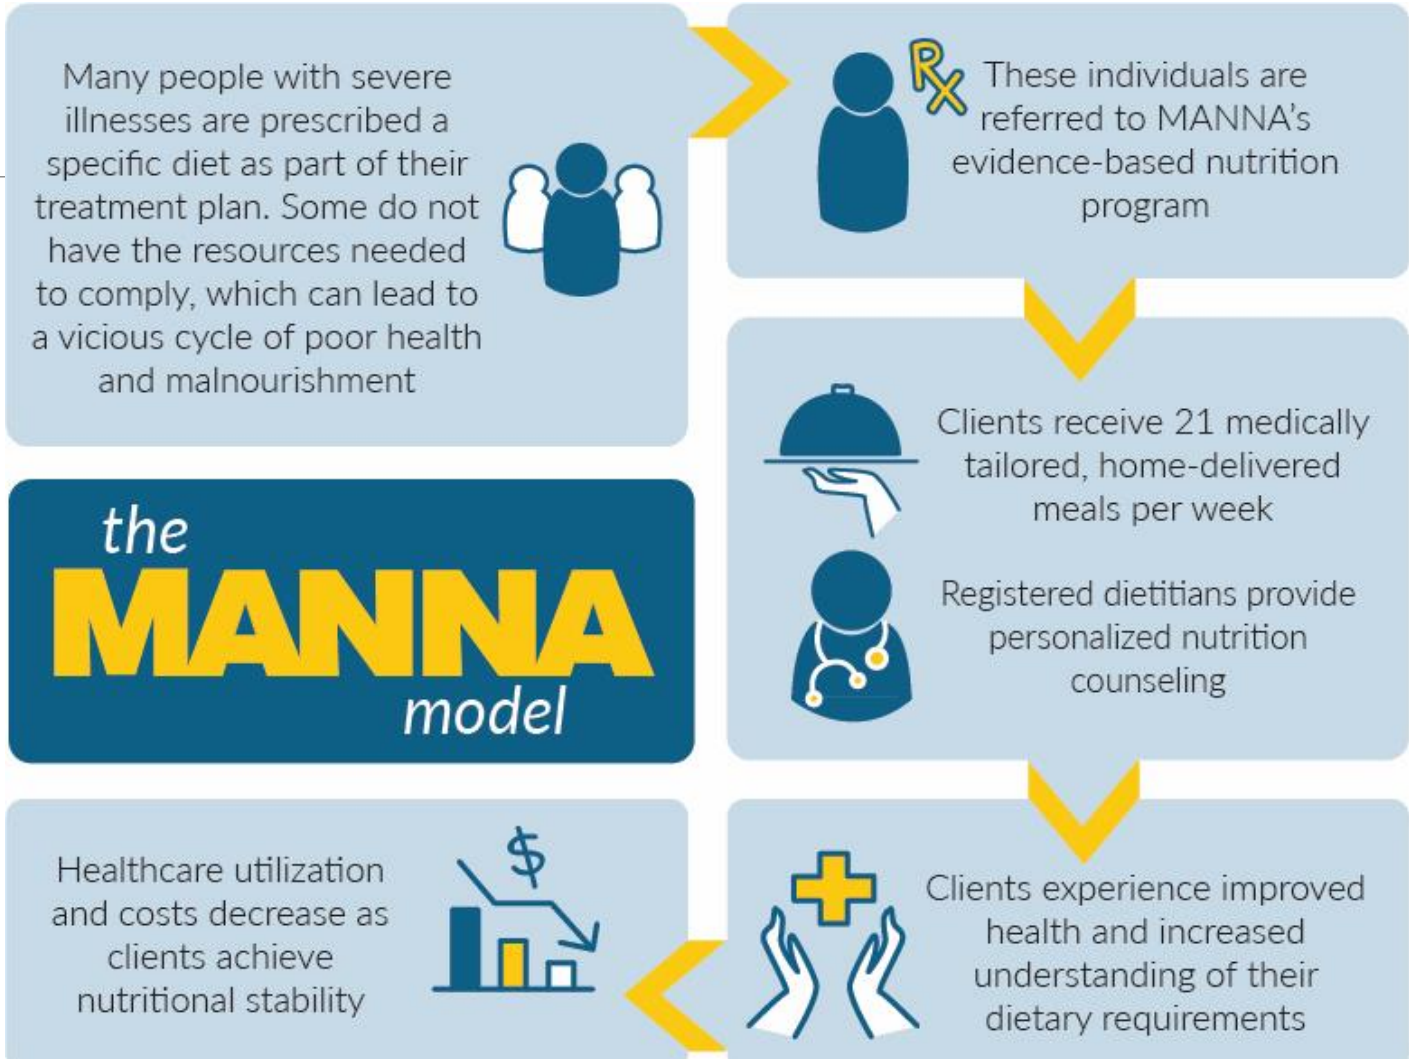 Many people with severe
illnesses are prescribed a
specific diet as part of their
treatment plan. Some do not
have the resources needed
to comply, which can lead to
a vicious cycle of poor health
and malnourishment
Rx
These individuals are
referred to MANNA's
evidence-based nutrition
program
Clients receive 21 medically
tailored, home-delivered
meals per week
Registered dietitians provide
personalized nutrition
counseling
the
MANNA
model
Clients experience improved
health and increased
understanding of their
dietary requirements
$
Healthcare utilization
and costs decrease as
clients achieve
nutritional stability